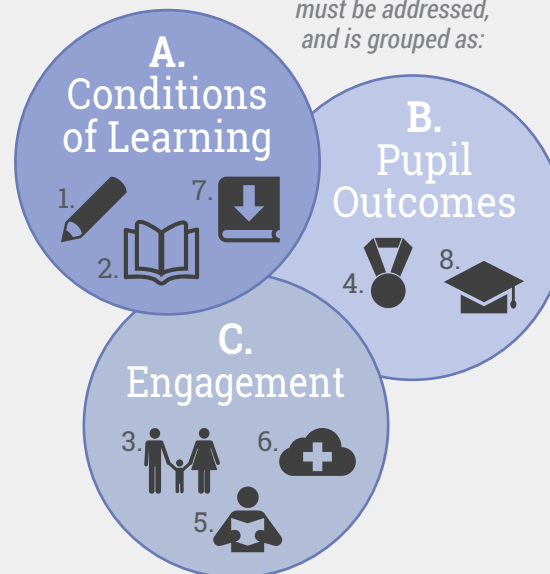 must be addressed,
and is grouped as:
A.
Conditions
of Learning
1.
7.
2.
B.
Pupil
Outcomes
4.
8.
C.
Engagement
3.
6.
5.